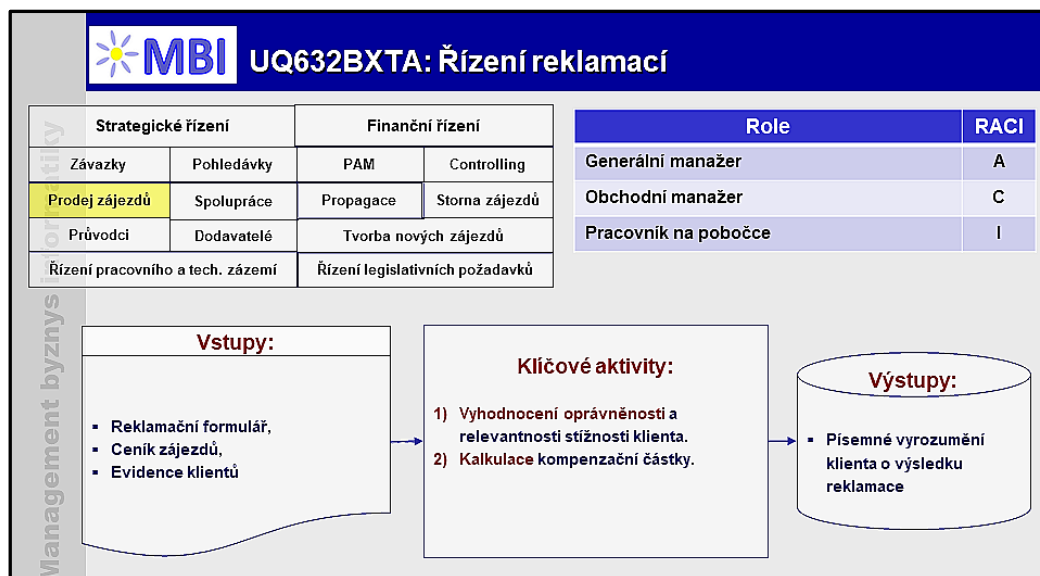 MBI
UQ632BXTA: Řízení reklamací
Management byznys informatiky
Strategické řízení
Finanční řízení
Závazky
Pohledávky
PAM
Controlling
Prodej zájezdů
Spolupráce
Propagace
Storna zájezdů
Průvodci
Dodavatelé
Tvorba nových zájezdů
Řízení pracovního a tech. zázemí
Řízení legislativních požadavků
Role
RACI
Generální manažer
A
Obchodní manažer
C
Pracovník na pobočce
I
Vstupy:
▪ Reklamační formulář,
▪ Ceník zájezdů,
▪ Evidence klientů
Klíčové aktivity:
1) Vyhodnocení oprávněnosti a
relevantnosti stížnosti klienta.
2) Kalkulace kompenzační částky.
Výstupy:
▪ Písemné vyrozumění
klienta o výsledku
reklamace